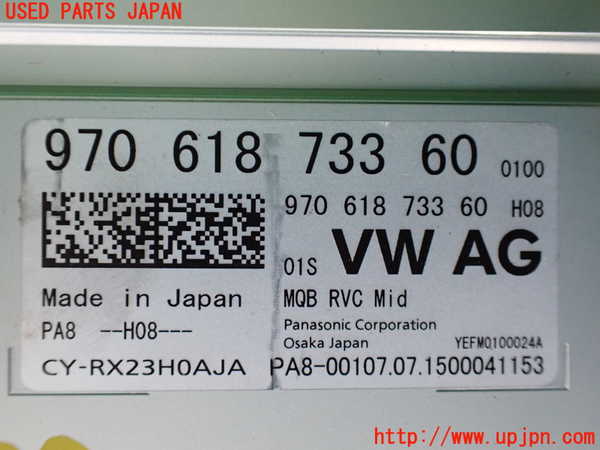 USED PARTS JAPAN
970 618 733 60 0100
970 618 733 60 H08
01S VW AG
Made in Japan
MQB RVC Mid
PA8 --H08---
Panasonic Corporation
Osaka Japan
YEFM0100024A
CY-RX23H0AJA
PA8-00107.07.1500041153
http://www.upjpn.com